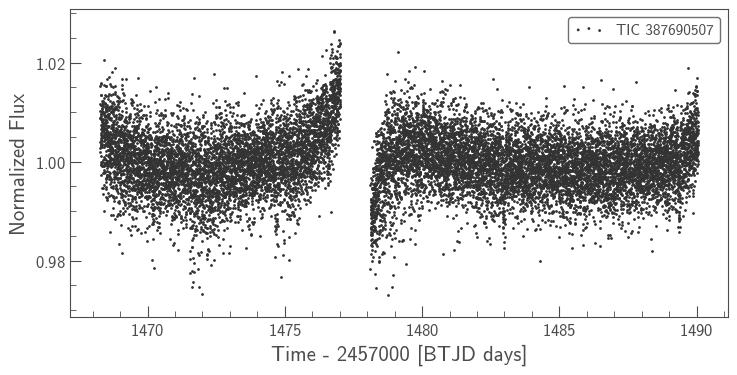 TIC 387690507
1.02
1.00
0.98
Normalized Flux
1470 1475 1480 1485 1490
Time - 2457000 [BTJD days]